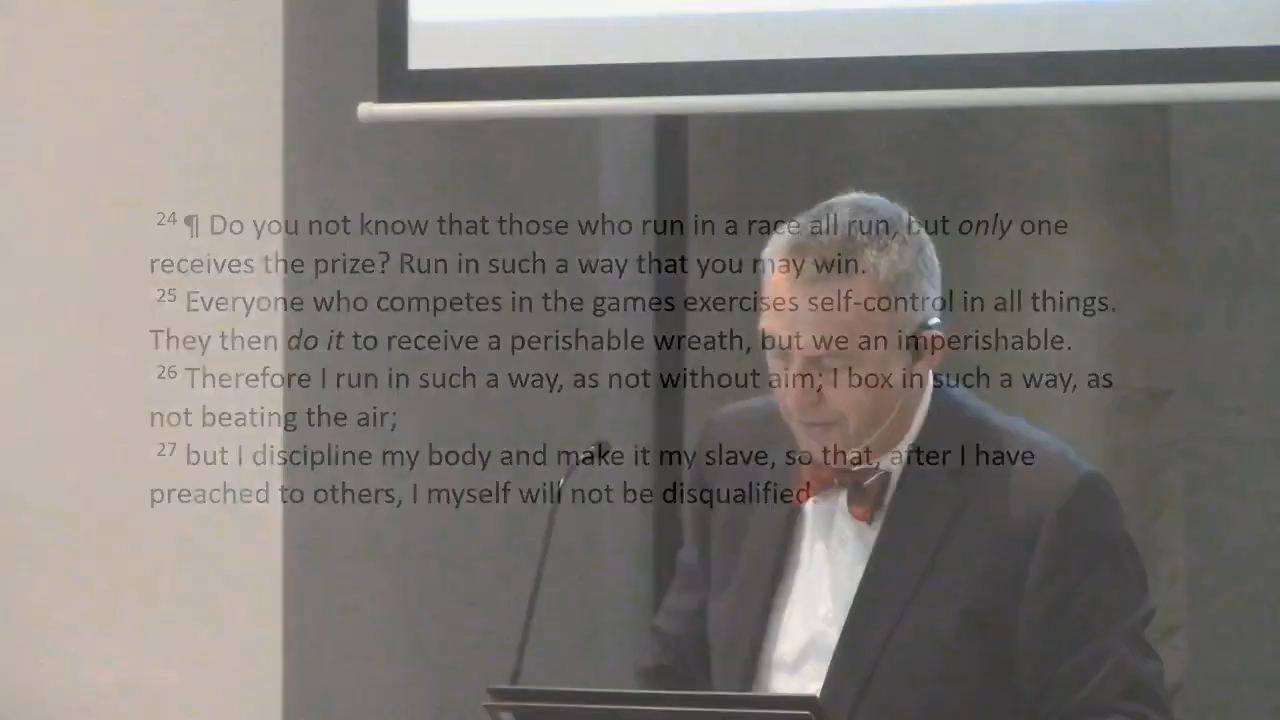 24 ¶ Do you not know that those who run in a race all run, but only one
receives the prize? Run in such a way that you may win.
25 Everyone who competes in the games exercises self-control in all things.
They then do it to receive a perishable wreath, but we an imperishable.
26 Therefore I run in such a way, as not without aim; I box in such a way, as
not beating the air;
27 but I discipline my body and make it my slave, so that, after I have
preached to others, I myself will not be disqualified.